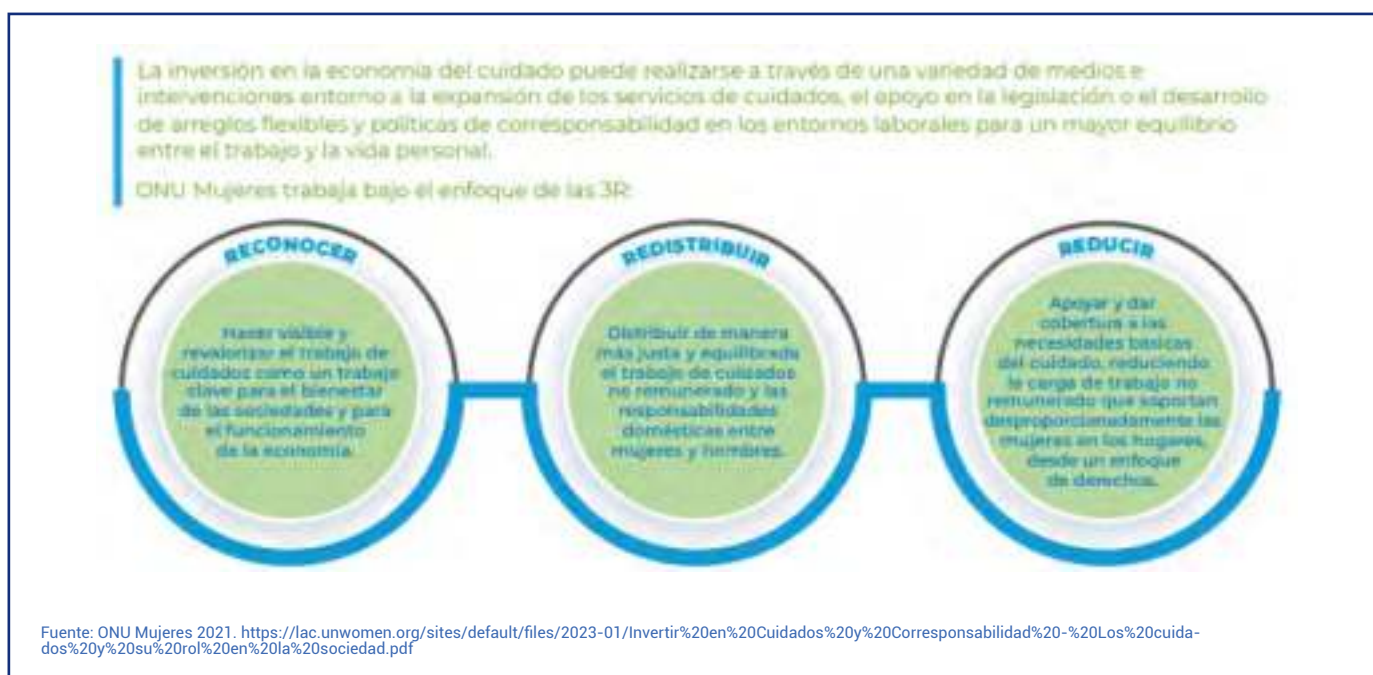 La inversión en la economía del cuidado puede realizarse a través de una variedad de medios e
intervenciones entorno a la expansión de los servicios de cuidados, el apoyo en la legislación o el desarrollo
de arreglos flexibles y políticas de corresponsabilidad en los entornos laborales para un mayor equilibrio
entre el trabajo y la vida personal.
ONU Mujeres trabaja bajo el enfoque de las 3R:
RECONOCER
Hacer visible y
revalorizar el trabajo de
cuidados como un trabajo
clave para el bienestar
de las sociedades y para
el funcionamiento
de la economía.
REDISTRIBUIR
Distribuir de manera
más justa y equilibrada
el trabajo de cuidados
no remunerado y las
responsabilidades
domésticas entre
mujeres y hombres.
REDUCIR
Apoyar y dar
cobertura a las
necesidades básicas
del cuidado, reduciendo
la carga de trabajo no
remunerado que soportan
desproporcionadamente las
mujeres en los hogares,
desde un enfoque
de derechos.
Fuente: ONU Mujeres 2021. https://lac.unwomen.org/sites/default/files/2023-01/Invertir%20en%20Cuidados%20y%20Corresponsabilidad%20-%20Los%20cuida-
dos%20y%20su%20rol%20en%20la%20sociedad.pdf